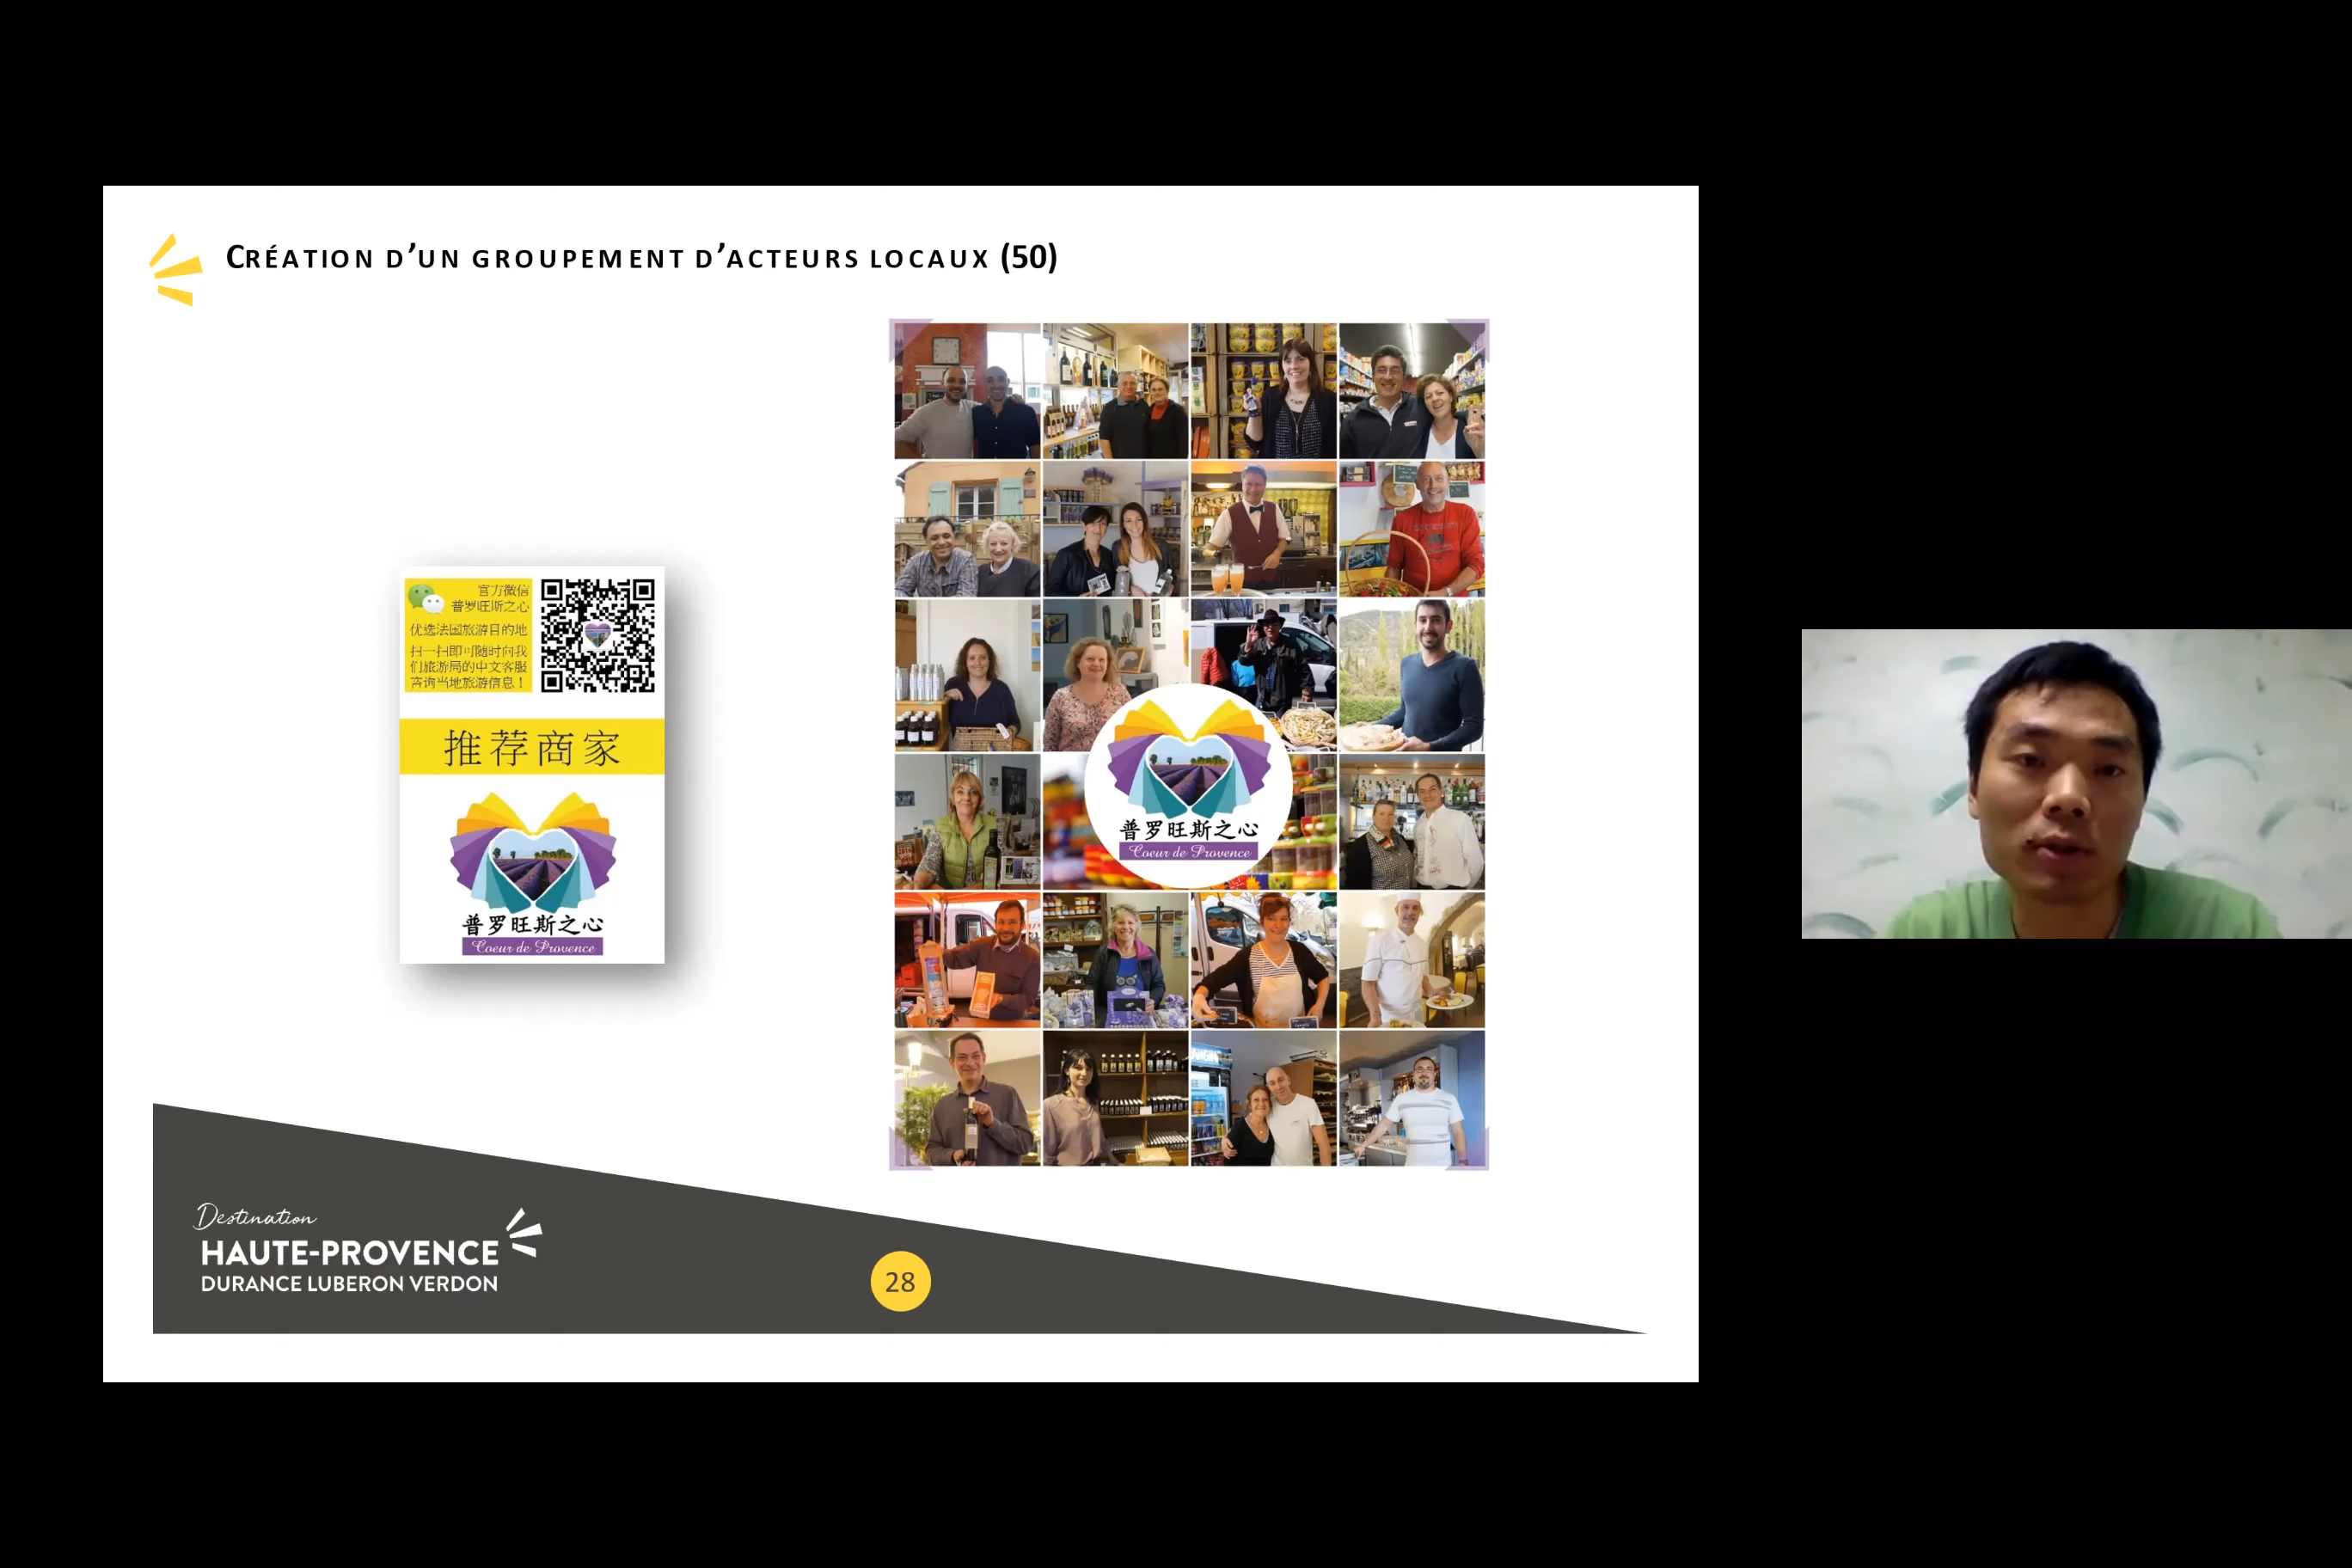 CRÉATION D'UN GROUPEMENT D'ACTEURS LOCAUX (50)
官方微信
普罗旺斯之心
优选法国旅游目的地
扫一扫即可随时向我
们旅游局的中文客服
咨询当地旅游信息！
推荐商家
普罗旺斯之心
Coeur de Provence
普罗旺斯之心
Coeur de Provence
Destination
HAUTE-PROVENCE
DURANCE LUBERON VERDON
28